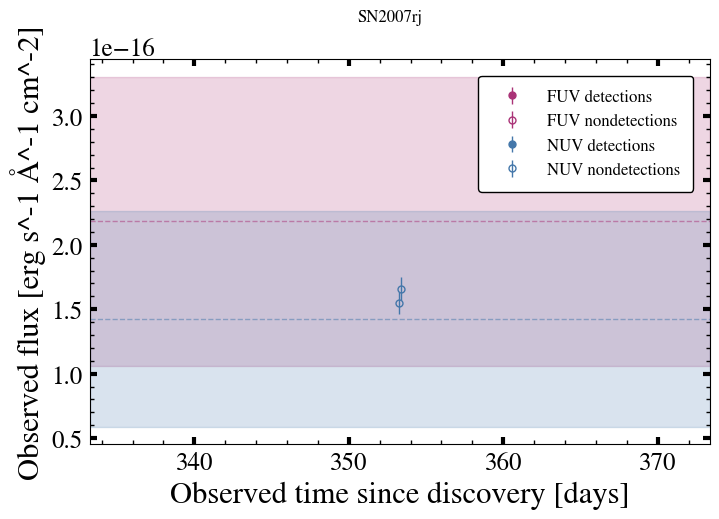 SN2007rj
1e−16
FUV detections
FUV nondetections
NUV detections
NUV nondetections
3.0
2.5
2.0
1.5
1.0
0.5
340
350
360
370
Observed flux [erg s^-1 Å^-1 cm^-2]
Observed time since discovery [days]